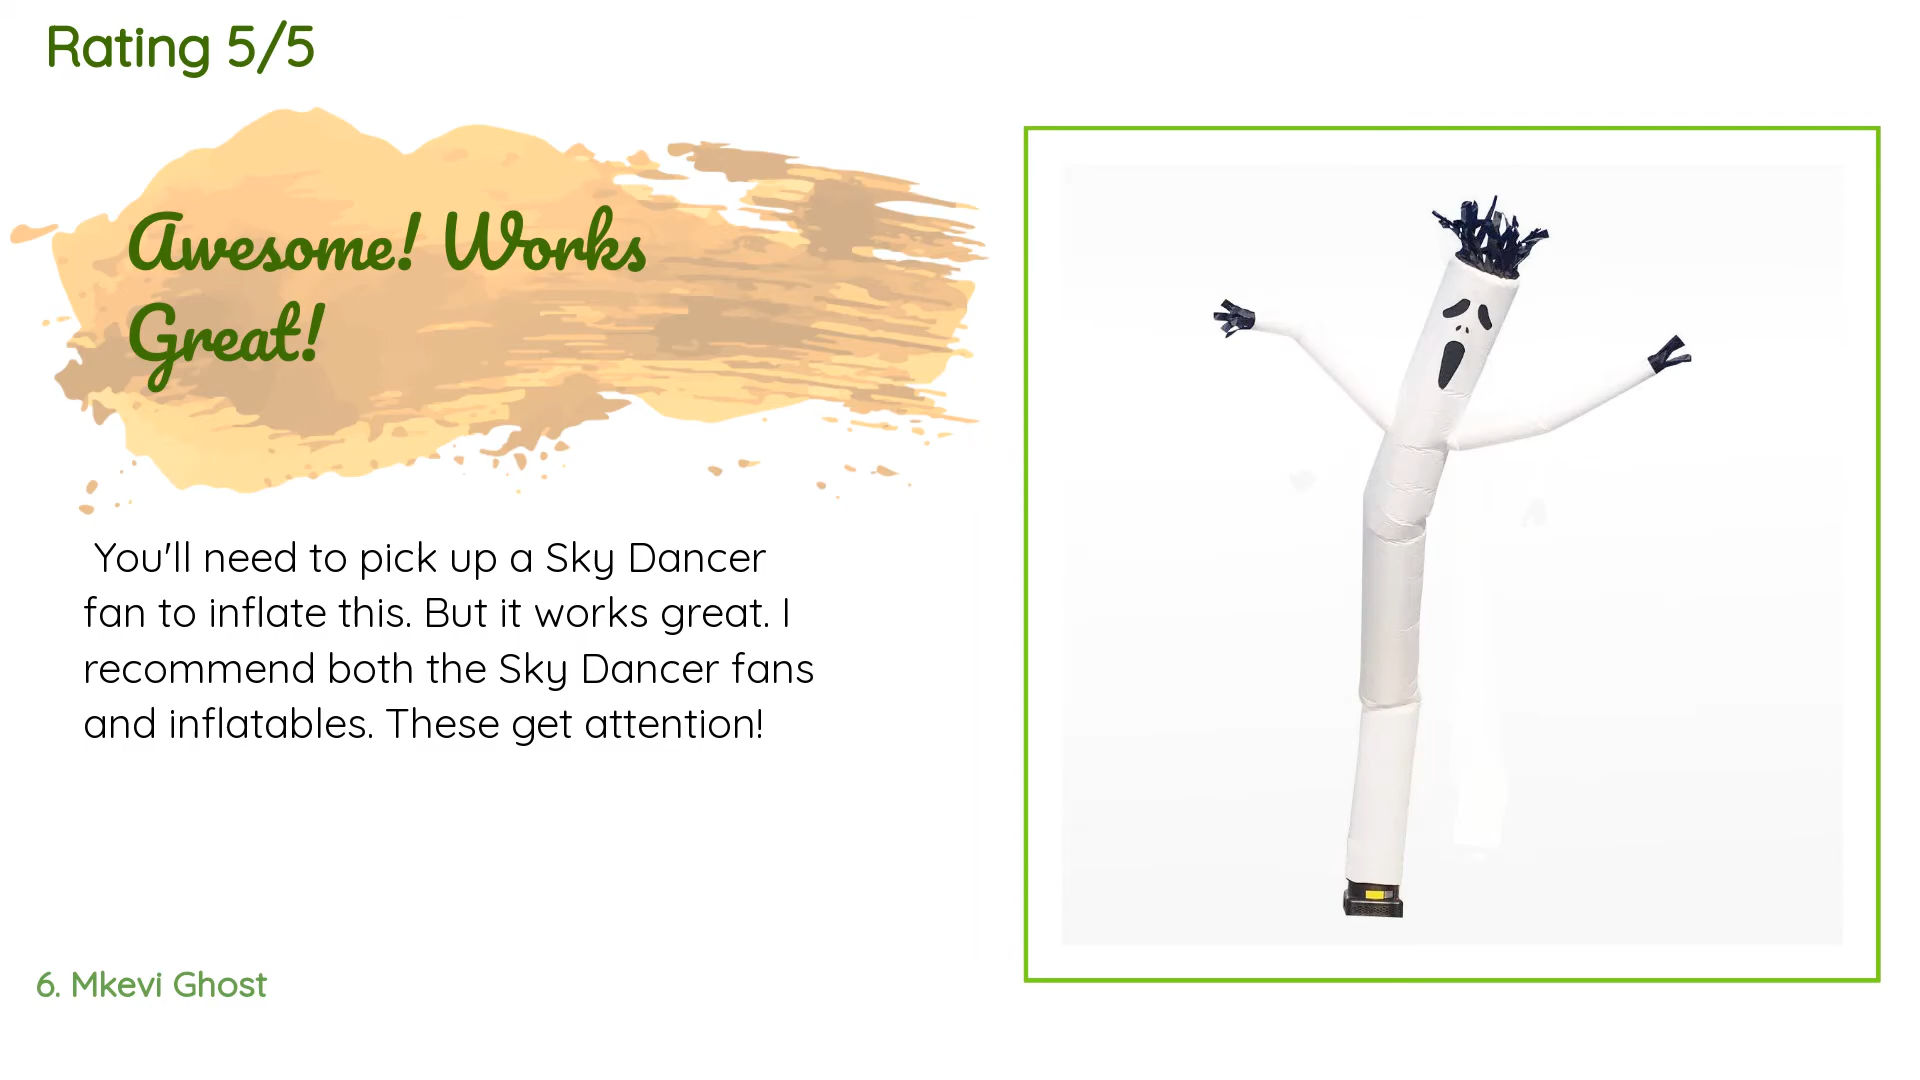 Rating 5/5
Awesome! Works
Great!
You'll need to pick up a Sky Dancer
fan to inflate this. But it works great. I
recommend both the Sky Dancer fans
and inflatables. These get attention!
6. Mkevi Ghost